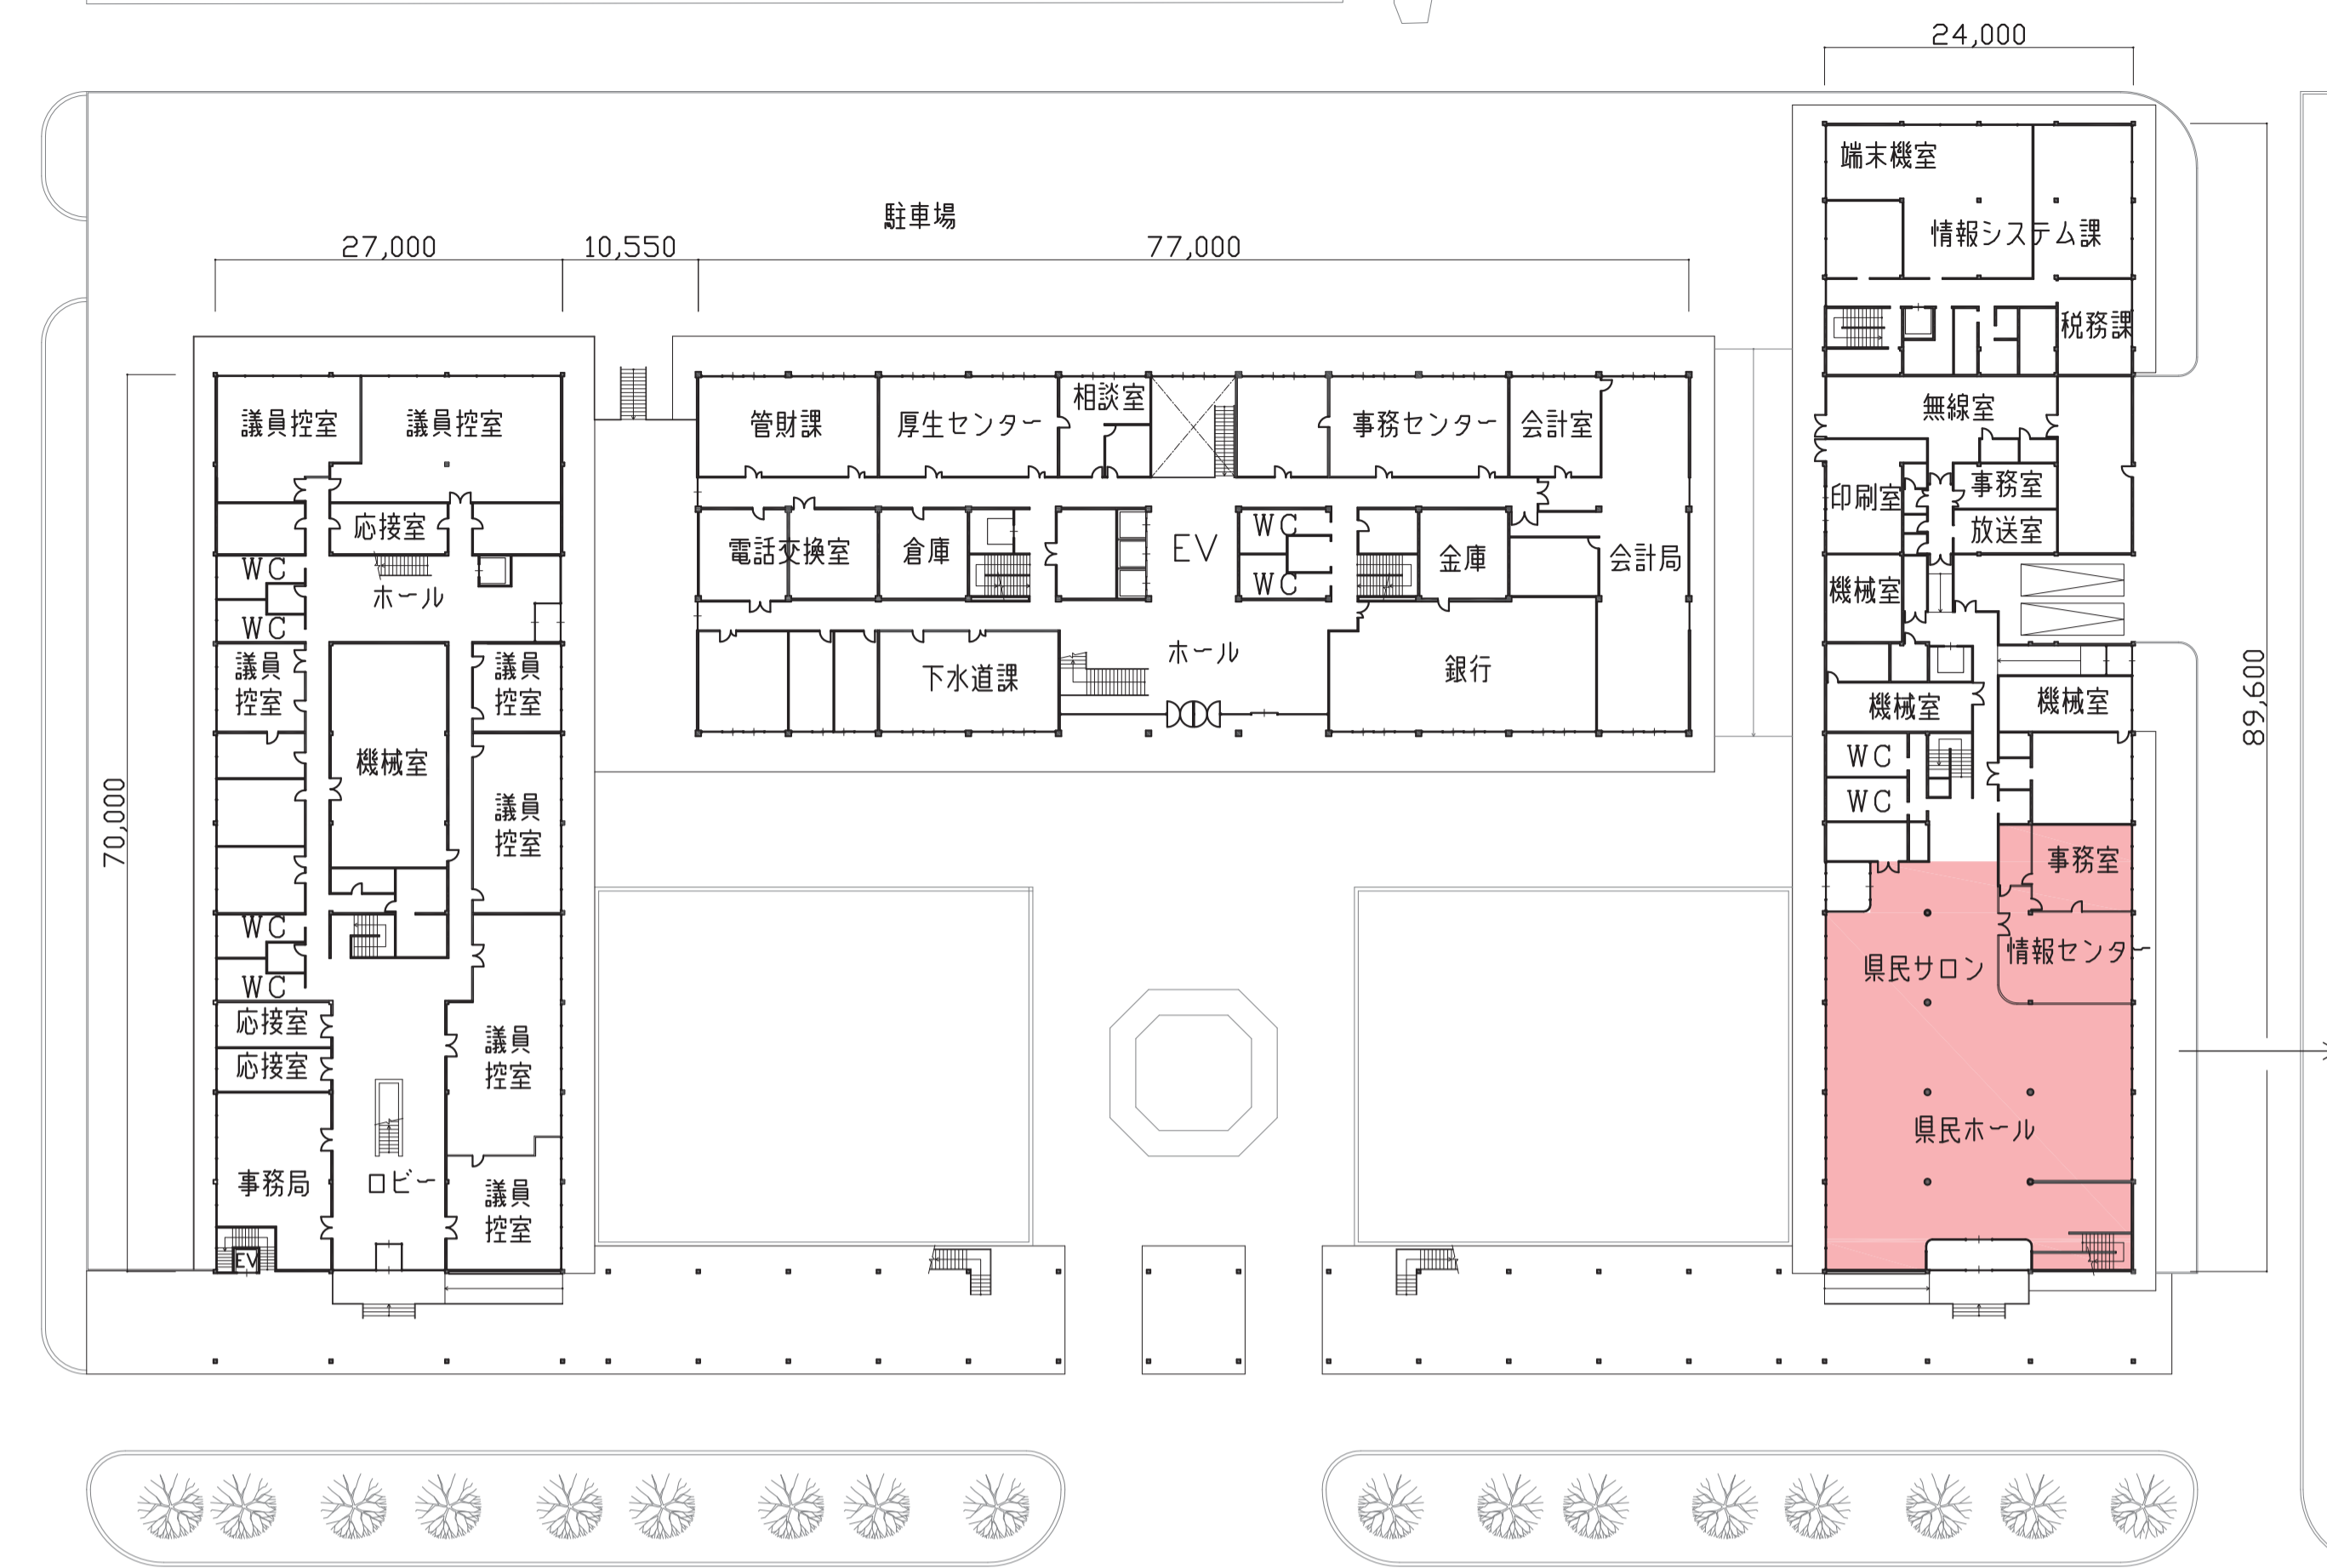 24,000
駐車場
27,000
10,550
77,000
70,000
89,600
議員控室
議員控室
応接室
WC
WC
ホール
議員
控室
議員
控室
機械室
議員
控室
WC
WC
応接室
応接室
議員
控室
事務局
ロビー
議員
控室
EV
管財課
厚生センター
相談室
事務センター
会計室
電話交換室
倉庫
EV
WC
WC
金庫
会計局
下水道課
ホール
銀行
端末機室
情報システム課
税務課
無線室
印刷室
事務室
放送室
機械室
機械室
機械室
WC
WC
事務室
県民サロン
情報センター
県民ホール